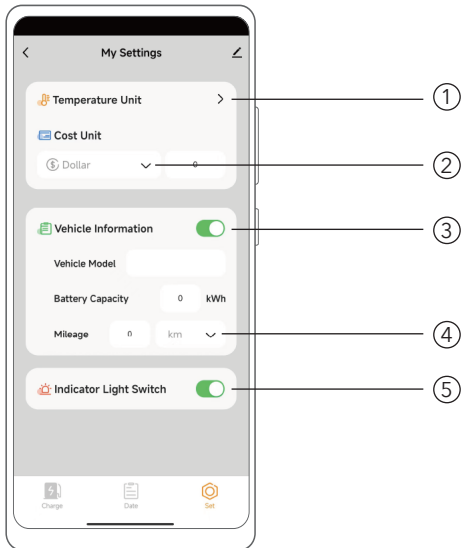 My Settings
Temperature Unit
①
Cost Unit
$ Dollar 0
②
Vehicle Information
③
Vehicle Model
Battery Capacity 0 kWh
Mileage 0 km
④
Indicator Light Switch
⑤
Charge Date Set